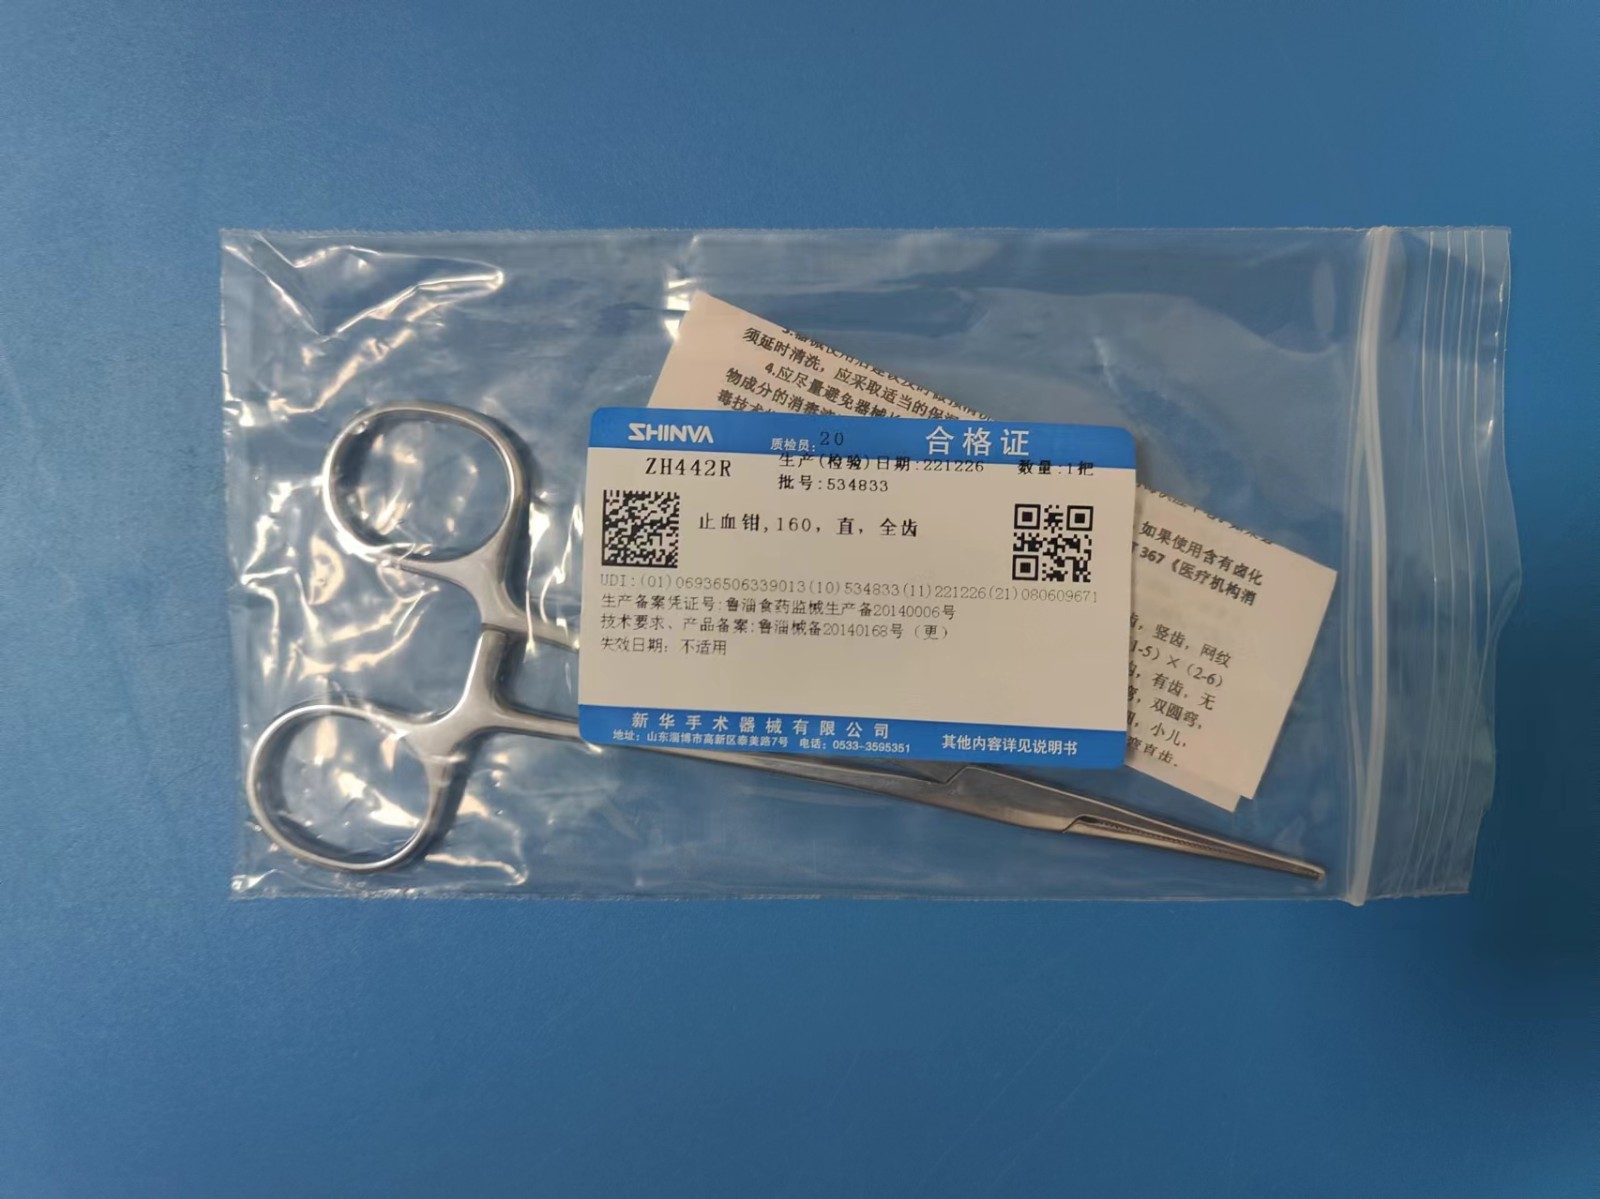 须延时清洗,应采取适当的保
4.应尽量避免器械
物成分的消毒
毒技术
SHINVA
质检员:20
合格证
ZH442R
生产(检验)日期:221226
数量:1把
批号:534833
止血钳,160,直,全齿
UDI:(01)06936506339013(10)534833(11)221226(21)080609671
生产备案凭证号:鲁淄食药监械生产备20140006号
技术要求、产品备案:鲁淄械备20140168号(更)
失效日期:不适用
新华手术器械有限公司
地址:山东淄博市高新区泰美路7号 电话:0533-3595351
其他内容详见说明书
如果使用含有卤化
367《医疗机构消
竖齿,网纹
1-5)×(2-6)
有齿,无
双圆弯,
小儿,
直齿.